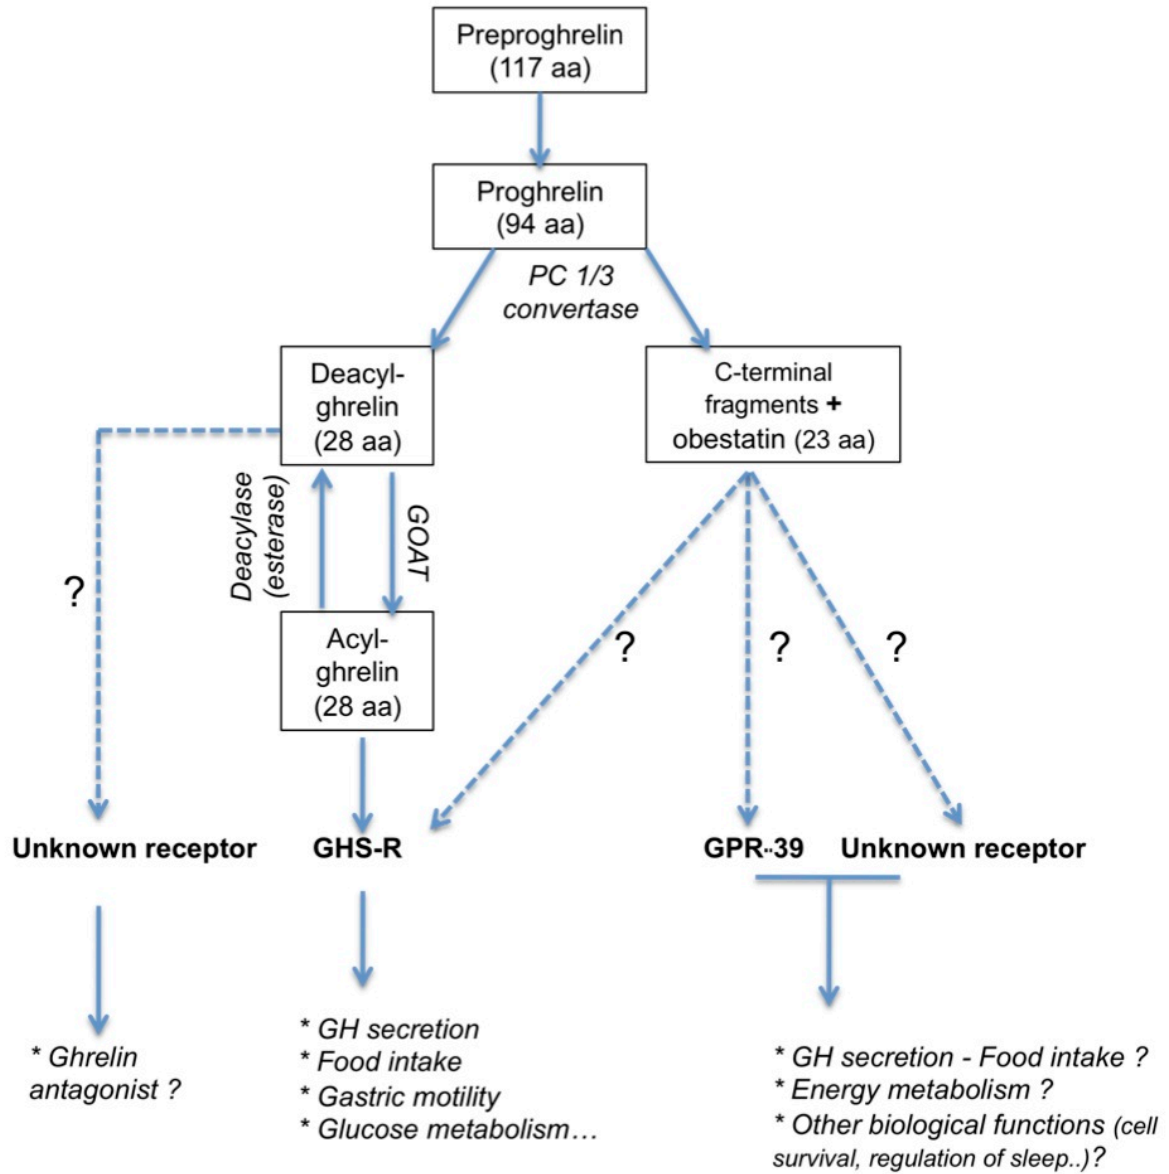 Preproghrelin
(117 aa)
Proghrelin
(94 aa)
PC 1/3
convertase
Deacyl-
ghrelin
(28 aa)
C-terminal
fragments +
obestatin (23 aa)
Deacylase
(esterase)
GOAT
?
Acyl-
ghrelin
(28 aa)
?
?
?
Unknown receptor
GHS-R
GPR-39
Unknown receptor
* Ghrelin
antagonist ?
* GH secretion
* Food intake
* Gastric motility
* Glucose metabolism…
* GH secretion - Food intake ?
* Energy metabolism ?
* Other biological functions (cell
survival, regulation of sleep..)?